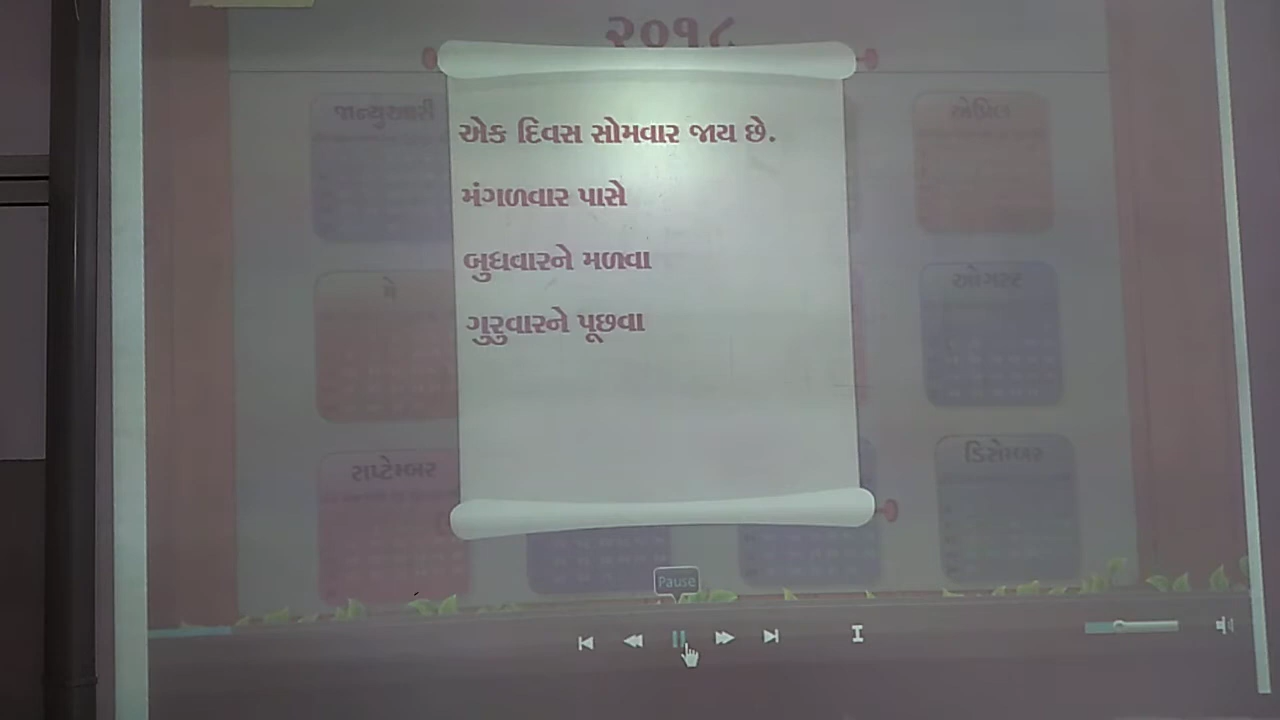 ૨૦૧૮
જાન્યુઆરી
એપ્રિલ
એક દિવસ સોમવાર જાય છે.
મંગળવાર પાસે
બુધવારને મળવા
ગુરુવારને પૂછવા
મે
ઓગસ્ટ
સપ્ટેમ્બર
ડિસેમ્બર
Pause